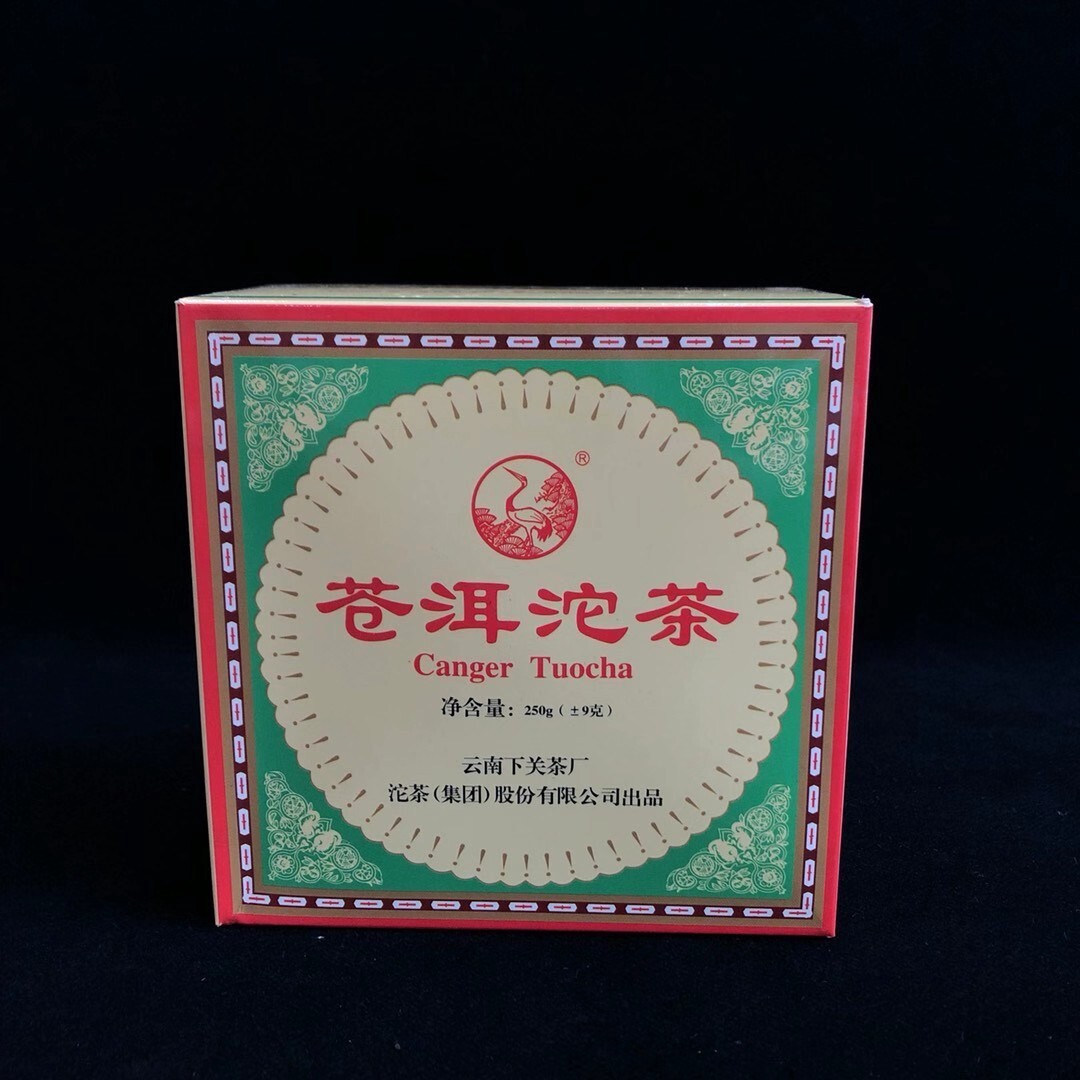 ®
苍洱沱茶
Canger Tuocha
净含量：250g（±9克）
云南下关茶厂
沱茶(集团)股份有限公司出品